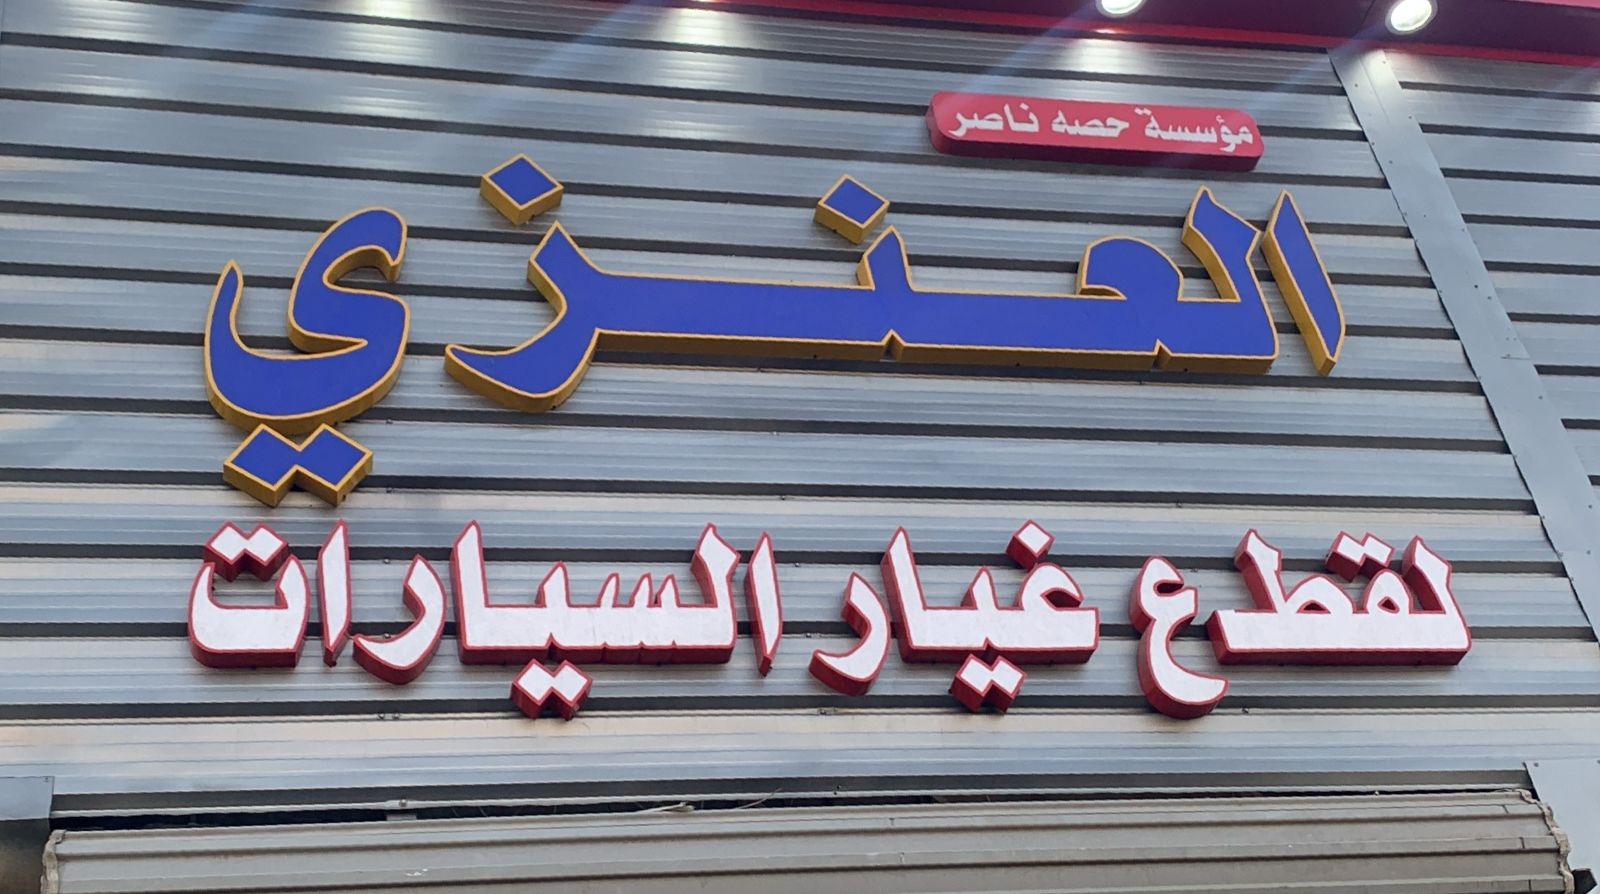 مؤسسة حصه ناصر
العنزي
لقطع غيار السيارات